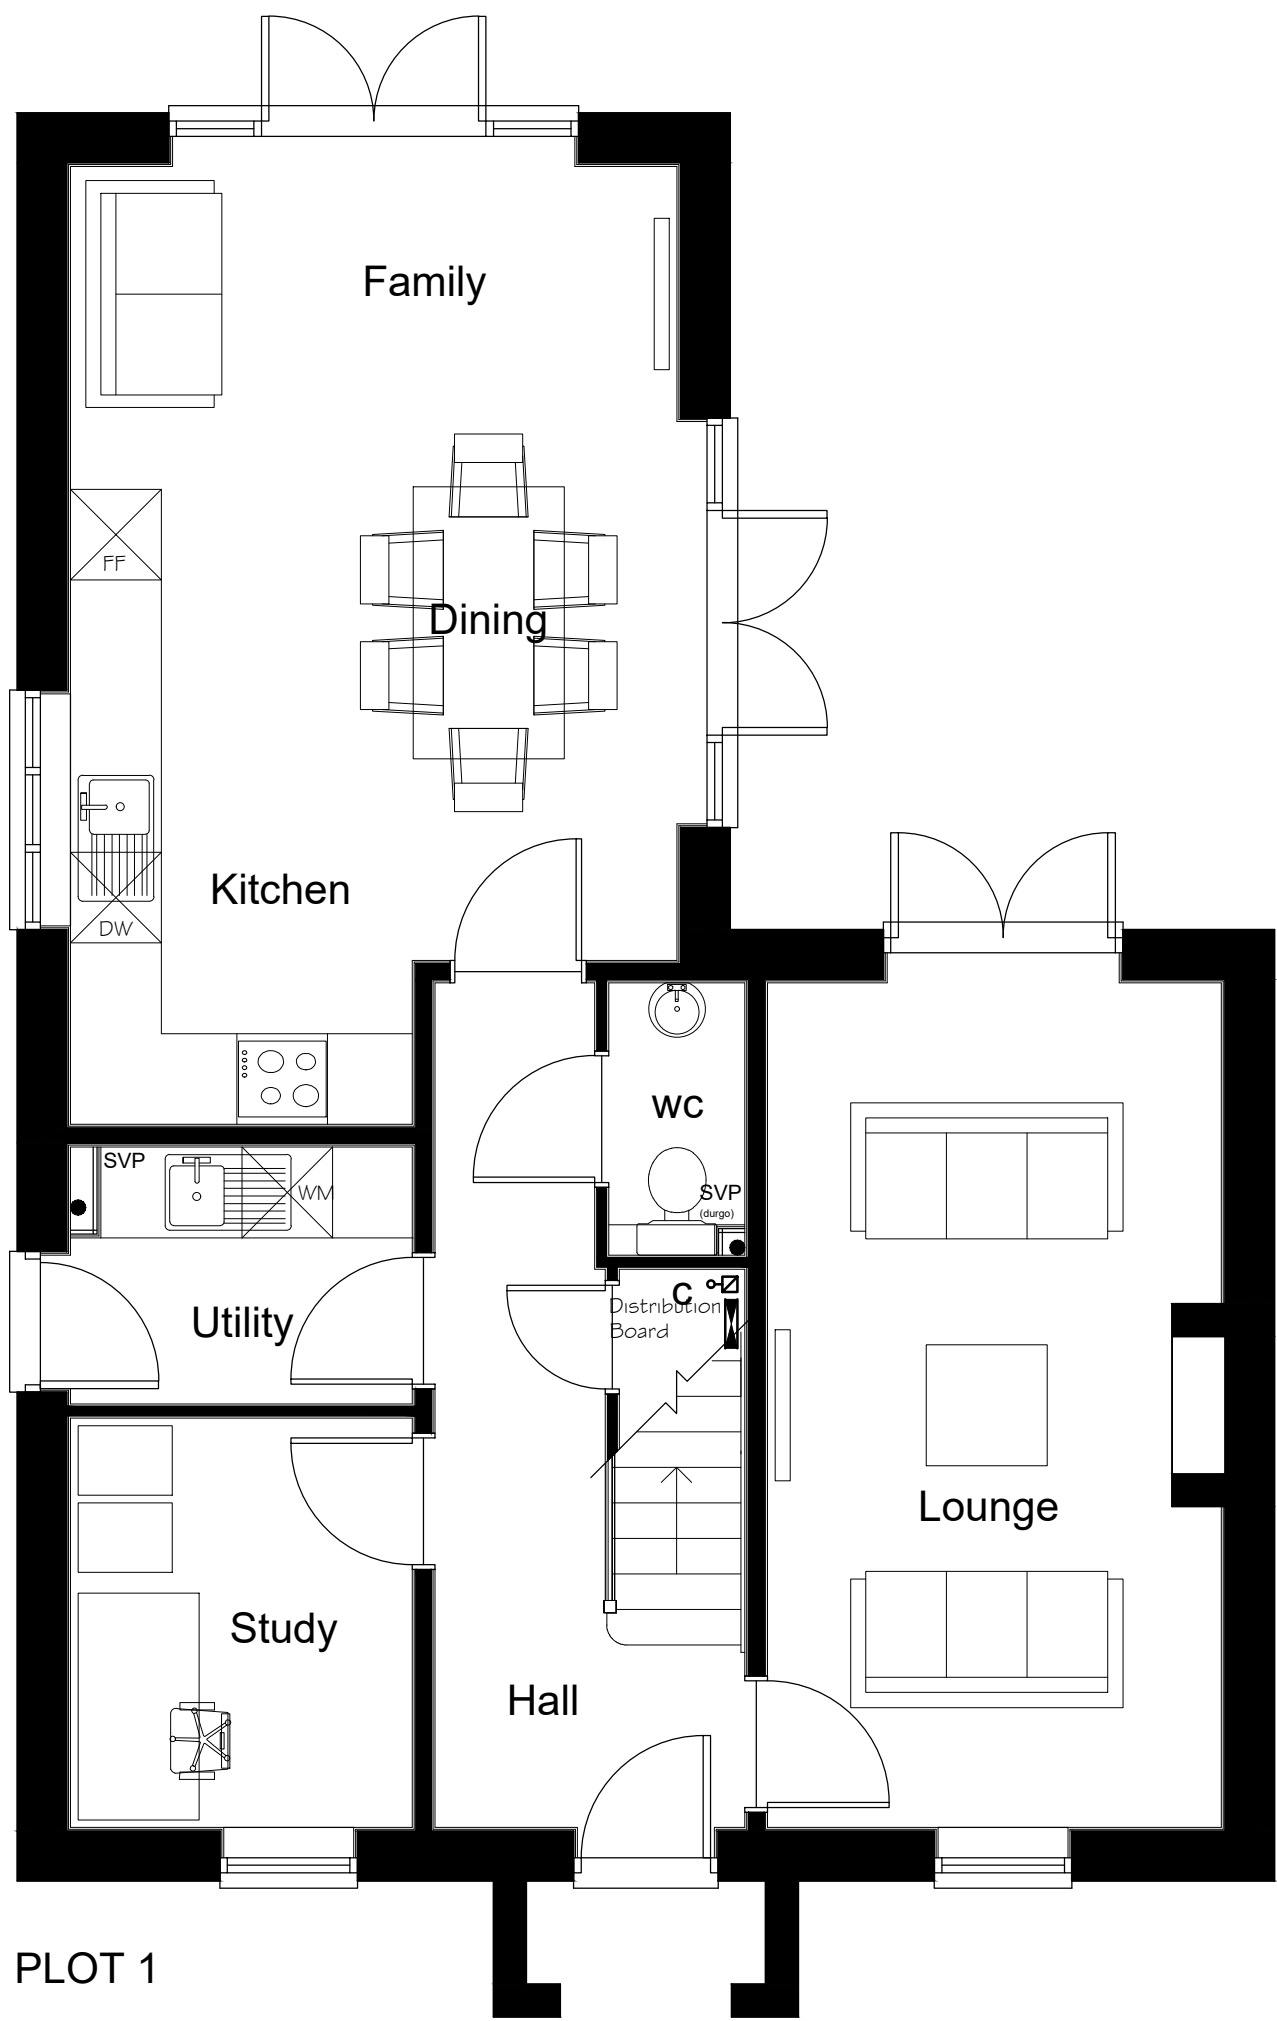 Family
FF
Dining
Kitchen
DW
wc
SVP
WM
SVP
(durgo)
c
Distribution
Board
Utility
Lounge
Study
Hall
PLOT 1